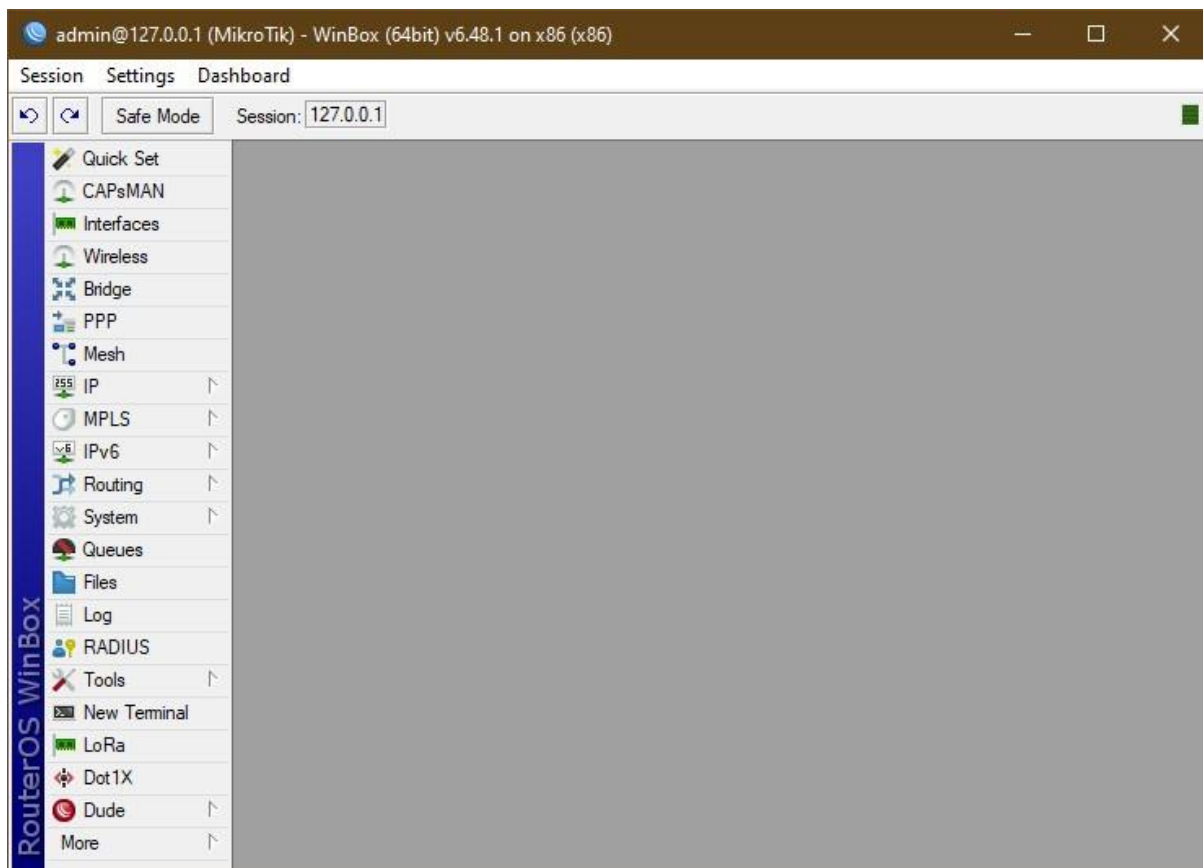 admin@127.0.0.1 (MikroTik) - WinBox (64bit) v6.48.1 on x86 (x86)
Session Settings Dashboard
Safe Mode Session: 127.0.0.1
Quick Set
CAPsMAN
Interfaces
Wireless
Bridge
PPP
Mesh
255 IP
MPLS
v6 IPv6
Routing
System
Queues
Files
Log
RADIUS
Tools
New Terminal
LoRa
Dot1X
Dude
More
RouterOS WinBox